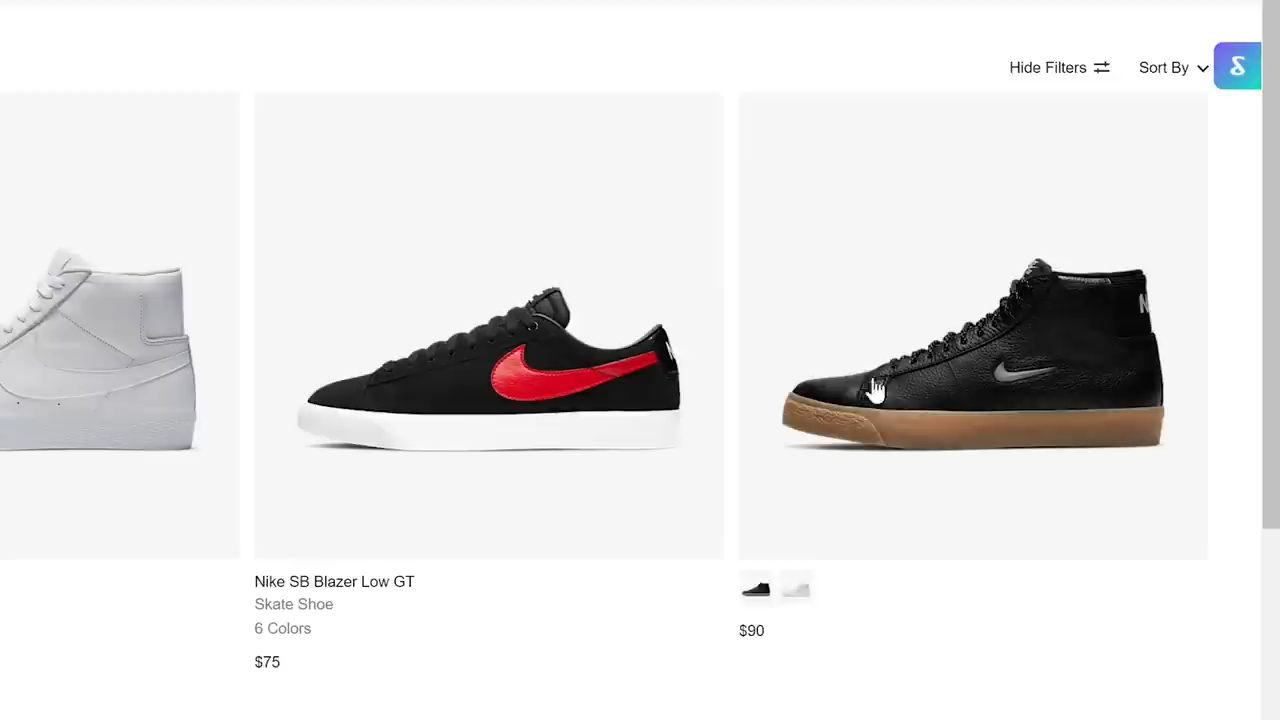 Hide Filters
Sort By
Nike SB Blazer Low GT
Skate Shoe
6 Colors
$75
$90